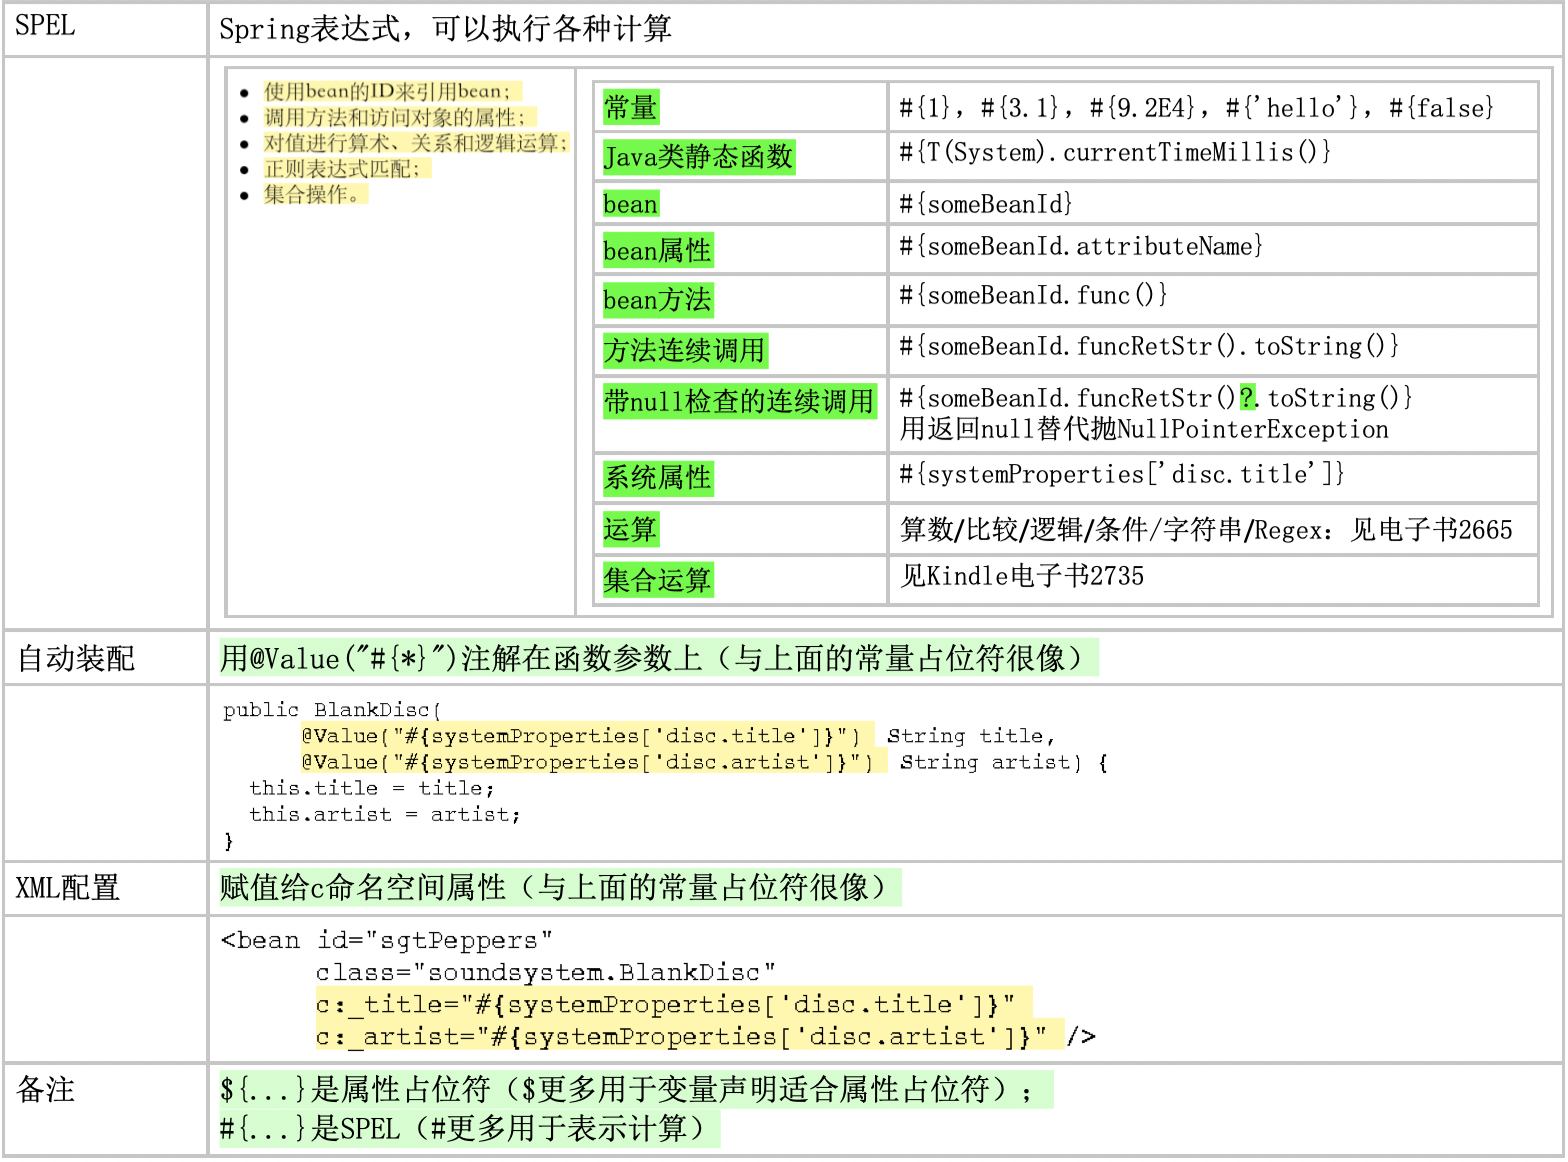 SPEL
Spring表达式，可以执行各种计算
使用bean的ID来引用bean；
调用方法和访问对象的属性；
对值进行算术、关系和逻辑运算；
正则表达式匹配；
集合操作。
常量
#{1}, #{3.1}, #{9.2E4}, #{'hello'}, #{false}
Java类静态函数
#{T(System).currentTimeMillis()}
bean
#{someBeanId}
bean属性
#{someBeanId.attributeName}
bean方法
#{someBeanId.func()}
方法连续调用
#{someBeanId.funcRetStr().toString()}
带null检查的连续调用
#{someBeanId.funcRetStr()?.toString()}
用返回null替代抛NullPointerException
系统属性
#{systemProperties['disc.title']}
运算
算数/比较/逻辑/条件/字符串/Regex：见电子书2665
集合运算
见Kindle电子书2735
自动装配
用@Value("#{*}")注解在函数参数上（与上面的常量占位符很像）
public BlankDisc(
@Value("#{systemProperties['disc.title']}") String title,
@Value("#{systemProperties['disc.artist']}") String artist) {
this.title = title;
this.artist = artist;
}
XML配置
赋值给c命名空间属性（与上面的常量占位符很像）
<bean id="sgtPeppers"
class="soundsystem.BlankDisc"
c:_title="#{systemProperties['disc.title']}"
c:_artist="#{systemProperties['disc.artist']}" />
备注
${...}是属性占位符（$更多用于变量声明适合属性占位符）；
#{...}是SPEL（#更多用于表示计算）